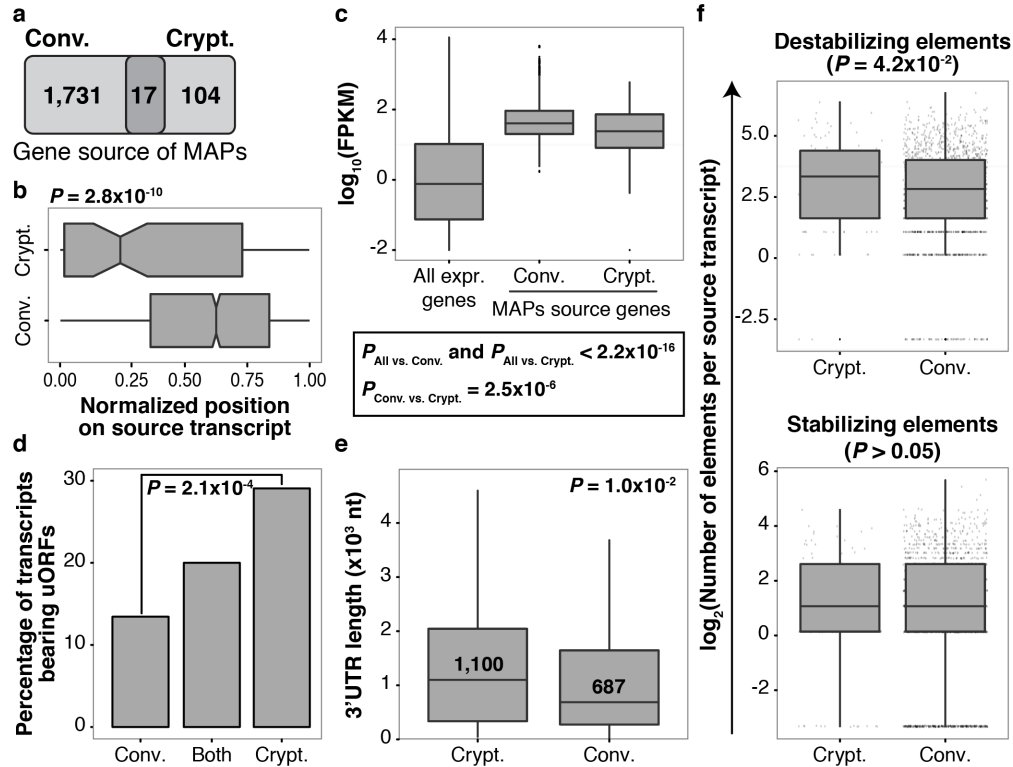 a
Conv. Crypt.
1,731 17 104
Gene source of MAPs
b
P = 2.8x10⁻¹⁰
Crypt.
Conv.
0.00 0.25 0.50 0.75 1.00
Normalized position
on source transcript
c
log₁₀(FPKM)
4
2
0
-2
All expr.
genes
Conv. Crypt.
MAPs source genes
P All vs. Conv. and P All vs. Crypt. < 2.2x10⁻¹⁶
P Conv. vs. Crypt. = 2.5x10⁻⁶
d
Percentage of transcripts
bearing uORFs
P = 2.1x10⁻⁴
30
20
10
0
Conv. Both Crypt.
e
3'UTR length (x10³ nt)
P = 1.0x10⁻²
4
3
2
1
0
1,100
687
Crypt. Conv.
f
log₂(Number of elements per source transcript)
Destabilizing elements
(P = 4.2x10⁻²)
5.0
2.5
0
-2.5
Crypt. Conv.
Stabilizing elements
(P > 0.05)
6
4
2
0
-2
Crypt. Conv.